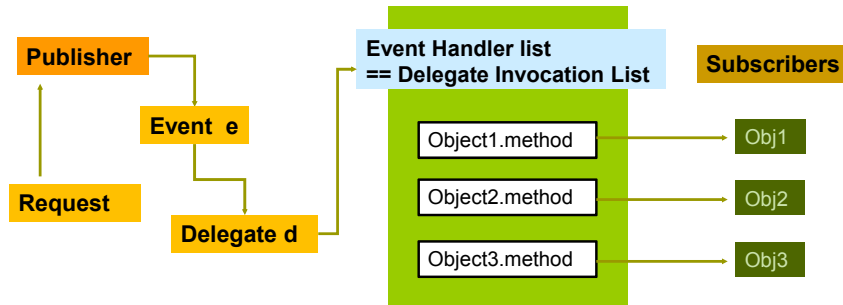 Publisher
Event e
Request
Delegate d
Event Handler list
== Delegate Invocation List
Object1.method
Object2.method
Object3.method
Subscribers
Obj1
Obj2
Obj3